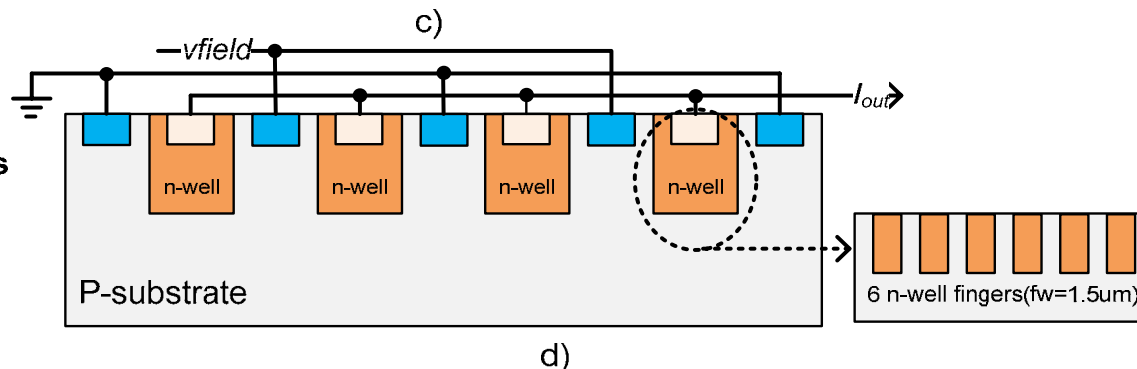 c)
vfield
Iout
s
n-well n-well n-well n-well
P-substrate
6 n-well fingers(fw=1.5um)
d)